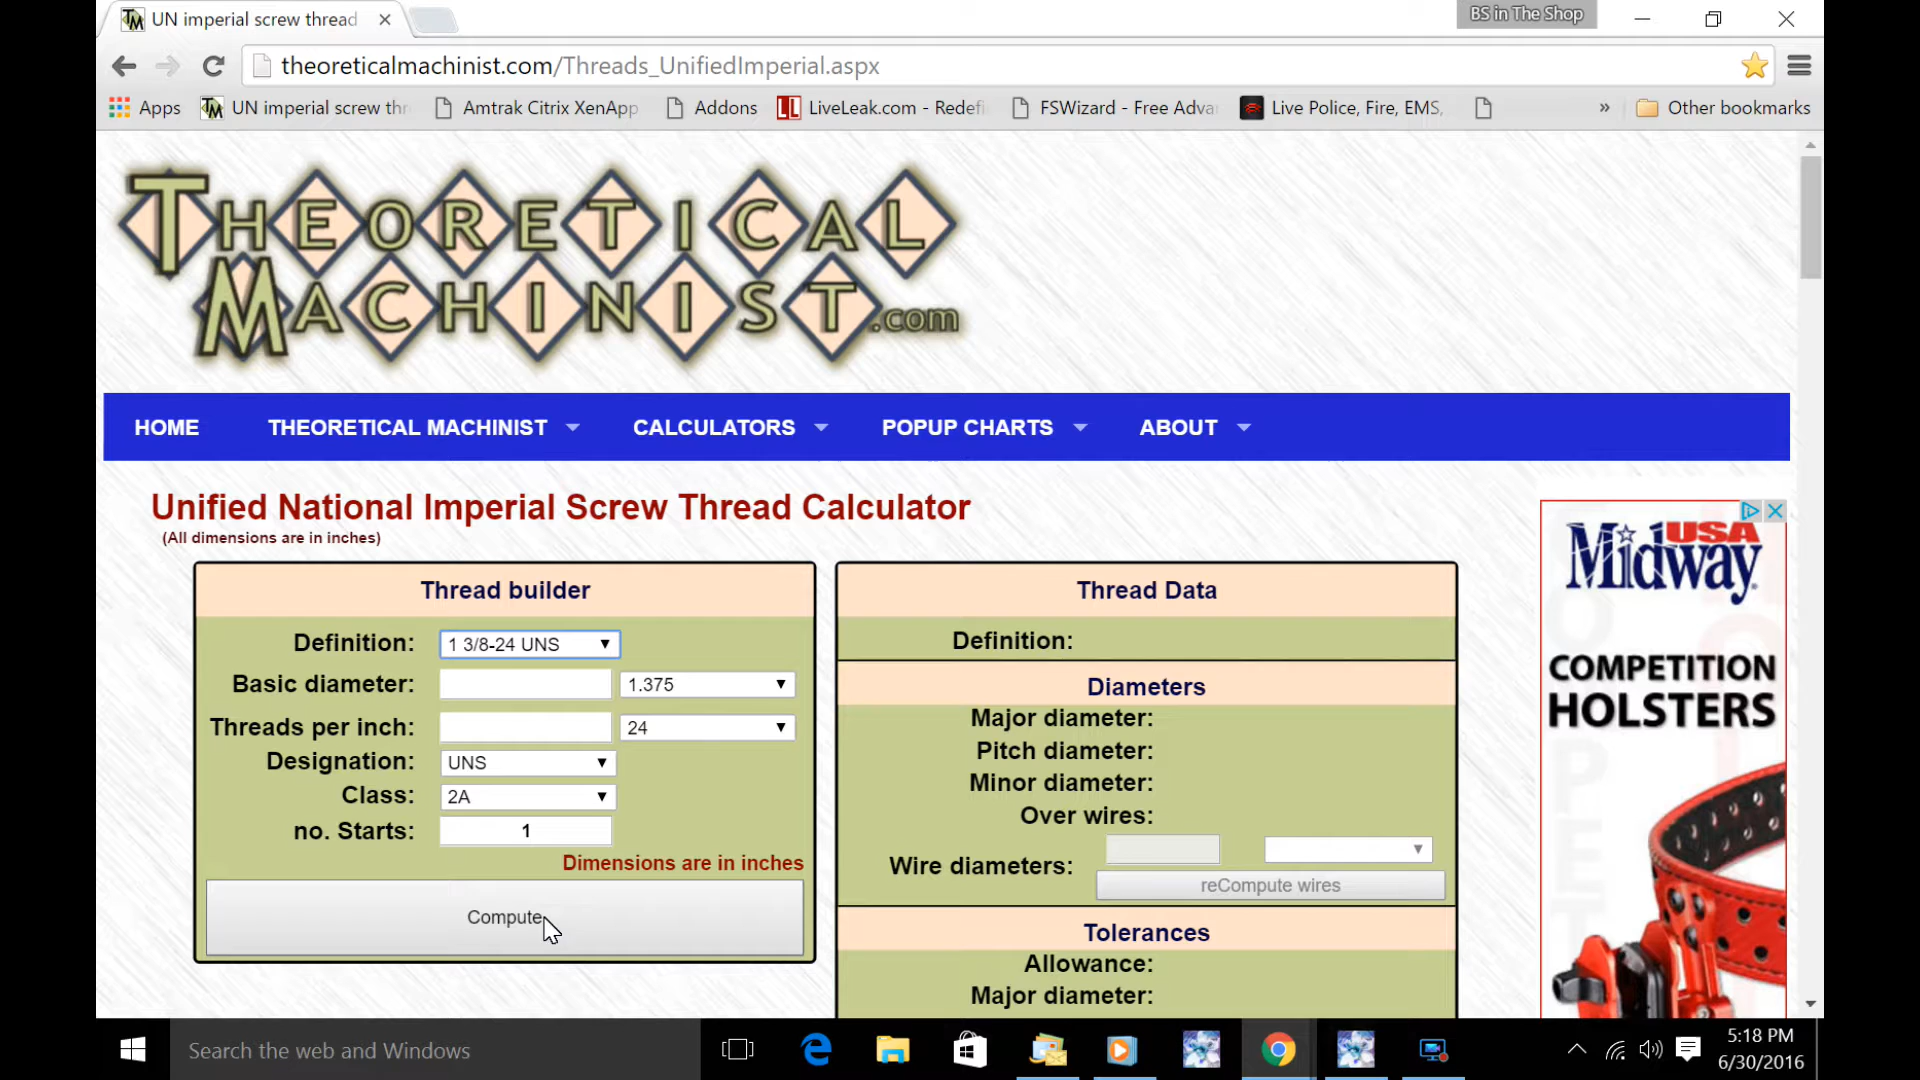 UN imperial screw thread
BS in The Shop
theoreticalmachinist.com/Threads_UnifiedImperial.aspx
Apps
UN imperial screw thr
Amtrak Citrix XenApp
Addons
LiveLeak.com - Redefi
FSWizard - Free Adva
Live Police, Fire, EMS,
»
Other bookmarks
THEORETICAL
MACHINIST.com
HOME
THEORETICAL MACHINIST
CALCULATORS
POPUP CHARTS
ABOUT
Unified National Imperial Screw Thread Calculator
(All dimensions are in inches)
Thread builder
Definition: 1 3/8-24 UNS
Basic diameter: 1.375
Threads per inch: 24
Designation: UNS
Class: 2A
no. Starts: 1
Dimensions are in inches
Compute
Thread Data
Definition:
Diameters
Major diameter:
Pitch diameter:
Minor diameter:
Over wires:
Wire diameters:
reCompute wires
Tolerances
Allowance:
Major diameter:
Midway USA
COMPETITION
HOLSTERS
Search the web and Windows
5:18 PM
6/30/2016